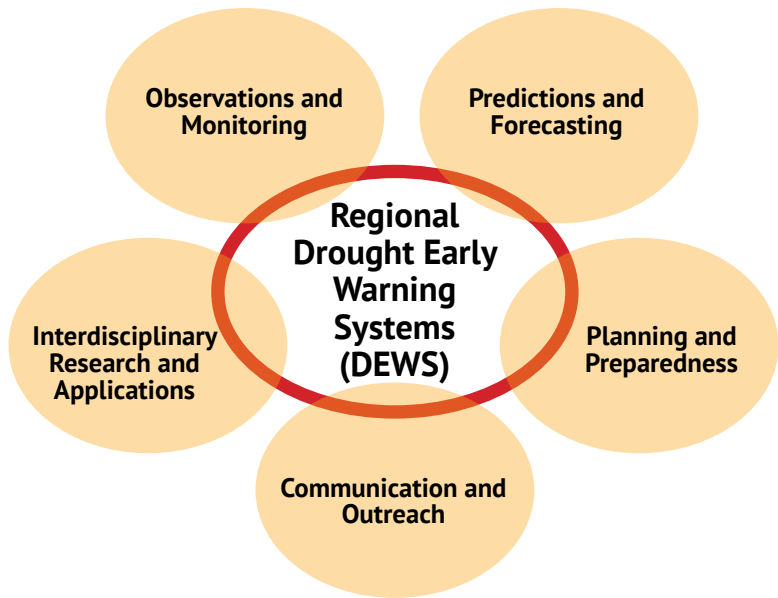 Observations and
Monitoring
Predictions and
Forecasting
Regional
Drought Early
Warning
Systems
(DEWS)
Interdisciplinary
Research and
Applications
Planning and
Preparedness
Communication and
Outreach